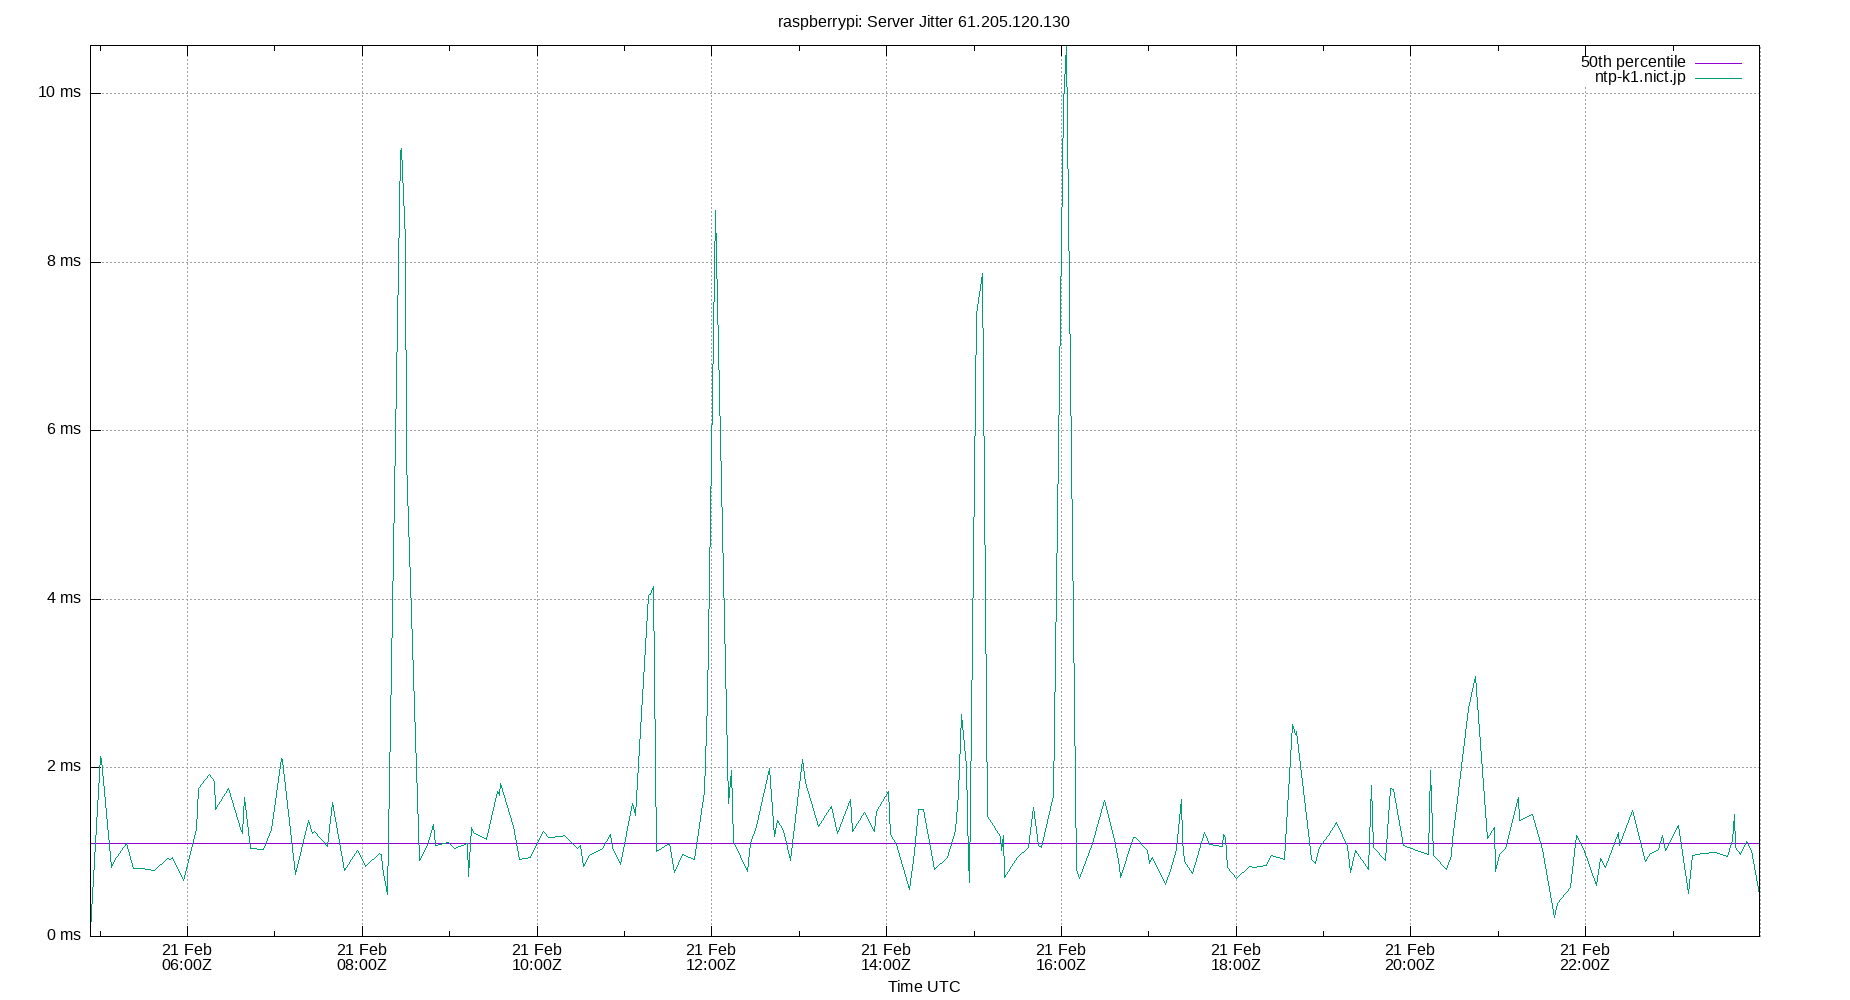 raspberrypi: Server Jitter 61.205.120.130
50th percentile
ntp-k1.nict.jp
10 ms
8 ms
6 ms
4 ms
2 ms
0 ms
21 Feb 21 Feb 21 Feb 21 Feb 21 Feb 21 Feb 21 Feb 21 Feb 21 Feb
06:00Z 08:00Z 10:00Z 12:00Z 14:00Z 16:00Z 18:00Z 20:00Z 22:00Z
Time UTC